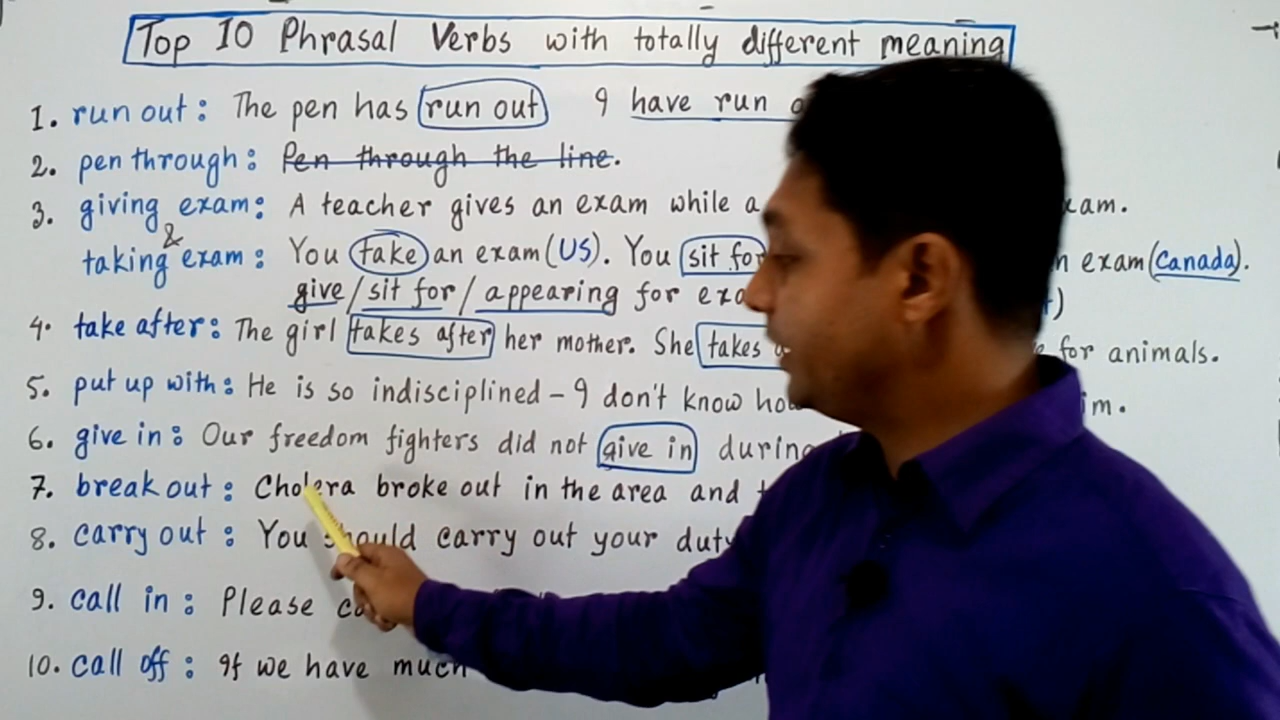 Top 10 Phrasal Verbs with totally different meaning
1. run out : The pen has run out I have run
2. pen through : Pen through the line.
3. giving exam : A teacher gives an exam while a xam.
&
taking exam : You take an exam (US). You sit for exam (Canada).
give / sit for / appearing for
4. take after : The girl takes after her mother. She takes for animals.
5. put up with : He is so indisciplined – I don't know
6. give in : Our freedom fighters did not give in during
7. break out : Cholera broke out in the area and
8. carry out : You should carry out your duty
9. call in : Please
10. call off : If we have much